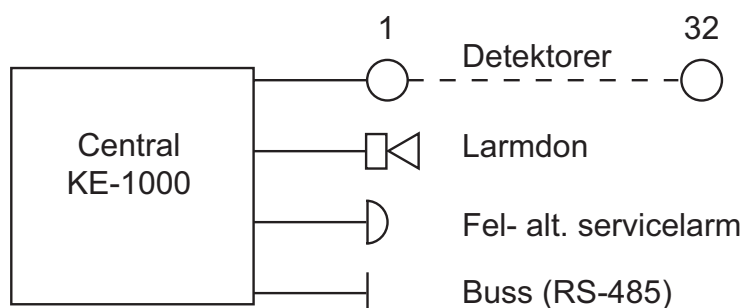 1
32
Detektorer
Central
KE-1000
Larmdon
Fel- alt. servicelarm
Buss (RS-485)